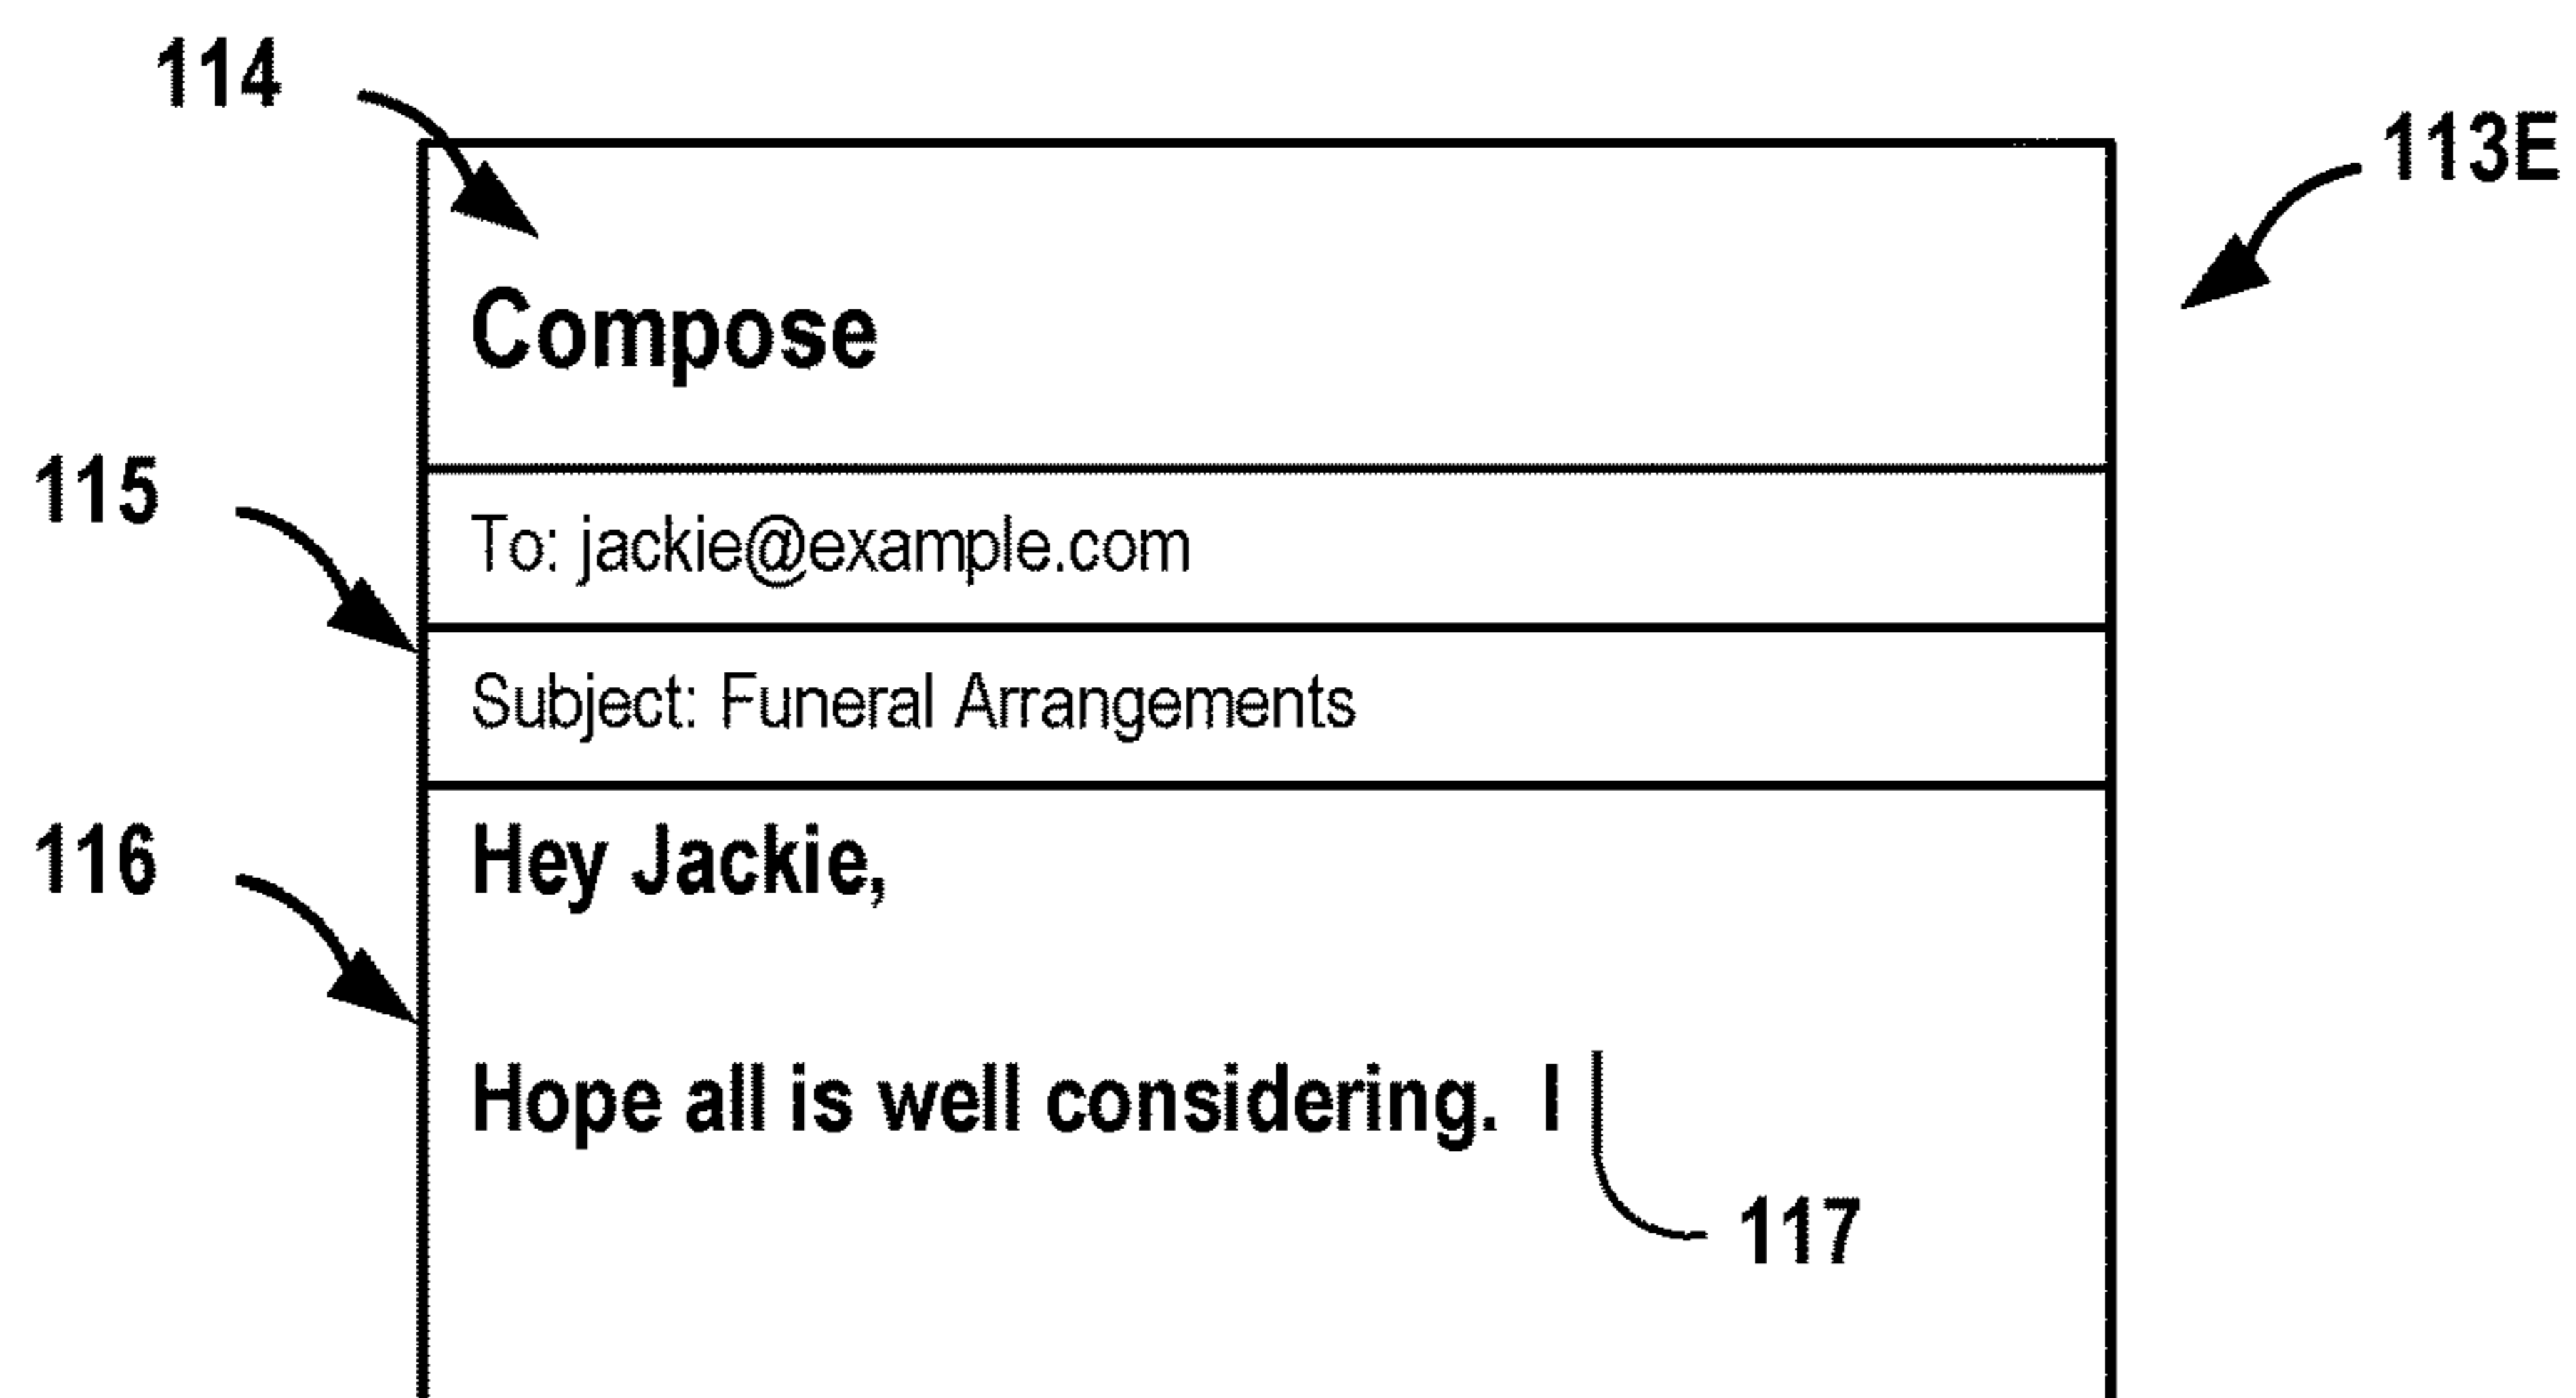 114
113E
Compose
115
To: jackie@example.com
Subject: Funeral Arrangements
116
Hey Jackie,
Hope all is well considering.  I
117